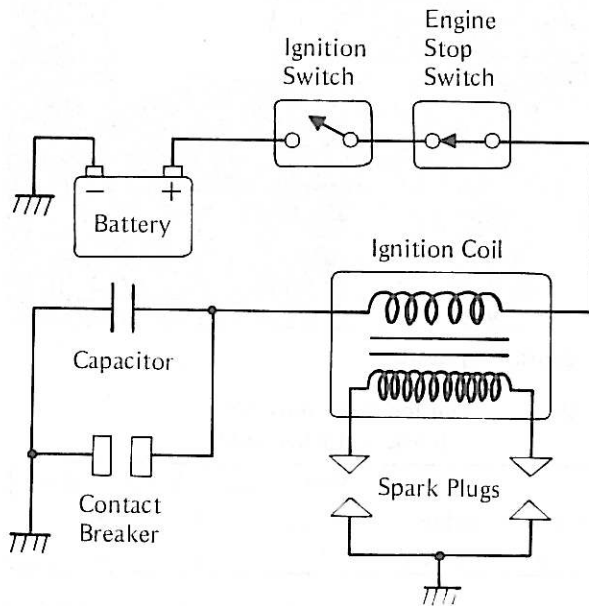 Ignition
Switch
Engine
Stop
Switch
− +
Battery
Ignition Coil
Capacitor
Spark Plugs
Contact
Breaker